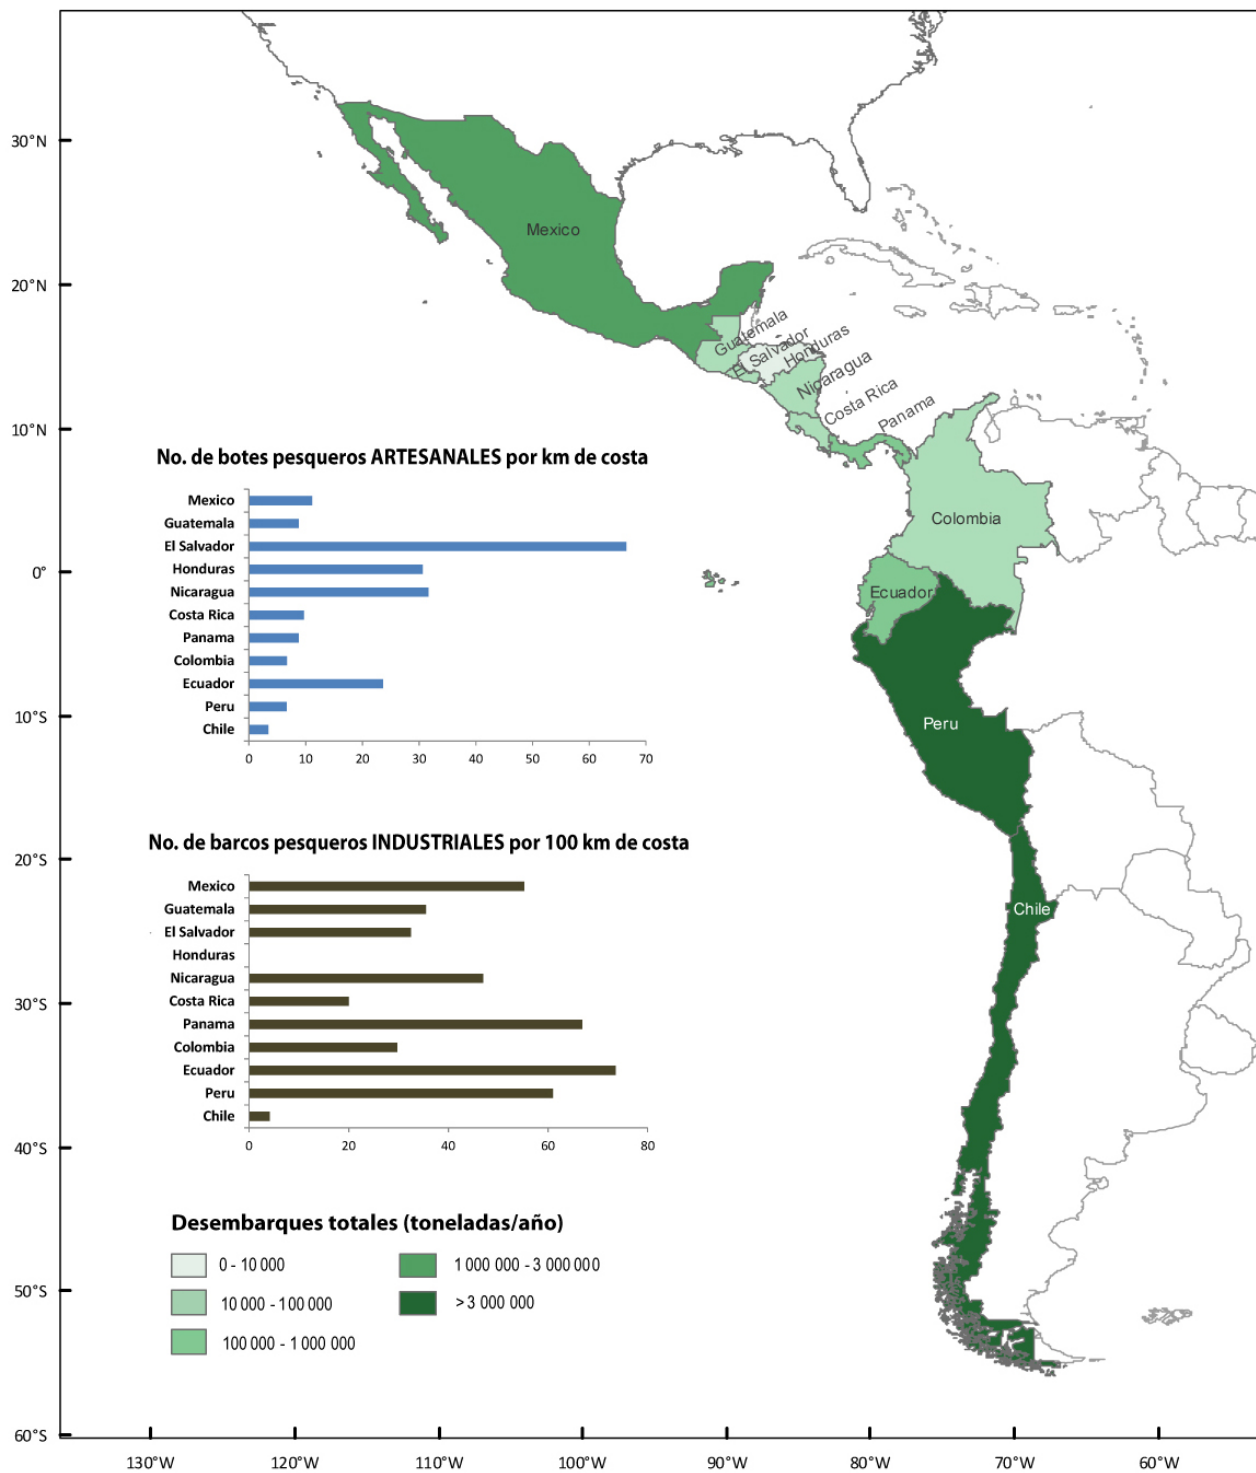 30°N
Mexico
20°N
Guatemala
El Salvador
Honduras
Nicaragua
Costa Rica
Panama
10°N
No. de botes pesqueros ARTESANALES por km de costa
Mexico
Guatemala
El Salvador
Honduras
Nicaragua
Costa Rica
Panama
Colombia
Ecuador
Peru
Chile
0 10 20 30 40 50 60 70
Colombia
0°
Ecuador
10°S
Peru
No. de barcos pesqueros INDUSTRIALES por 100 km de costa
Mexico
Guatemala
El Salvador
Honduras
Nicaragua
Costa Rica
Panama
Colombia
Ecuador
Peru
Chile
0 20 40 60 80
20°S
Chile
30°S
40°S
Desembarques totales (toneladas/año)
0 - 10 000
10 000 - 100 000
100 000 - 1 000 000
1 000 000 - 3 000 000
> 3 000 000
50°S
60°S
130°W 120°W 110°W 100°W 90°W 80°W 70°W 60°W